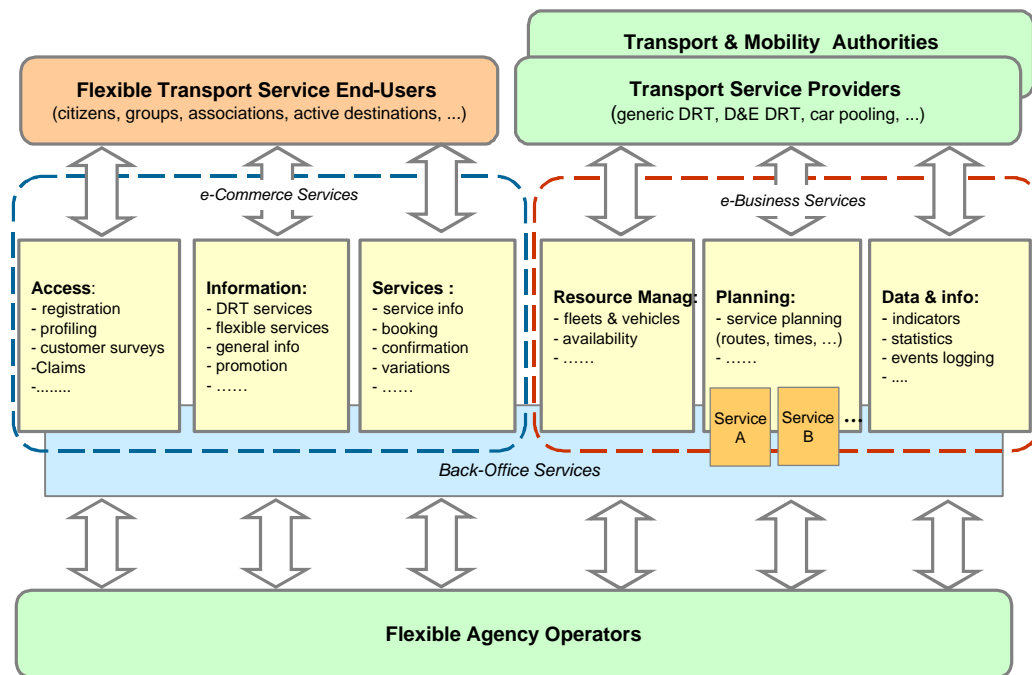 Transport & Mobility Authorities
Flexible Transport Service End-Users
(citizens, groups, associations, active destinations, ...)
Transport Service Providers
(generic DRT, D&E DRT, car pooling, ...)
e-Commerce Services
e-Business Services
Access:
- registration
- profiling
- customer surveys
-Claims
-........
Information:
- DRT services
- flexible services
- general info
- promotion
- ……
Services :
- service info
- booking
- confirmation
- variations
- ……
Resource Manag:
- fleets & vehicles
- availability
- ……
Planning:
- service planning
(routes, times, …)
- ……
Service
A
Service
B
...
Data & info:
- indicators
- statistics
- events logging
- ....
Back-Office Services
Flexible Agency Operators